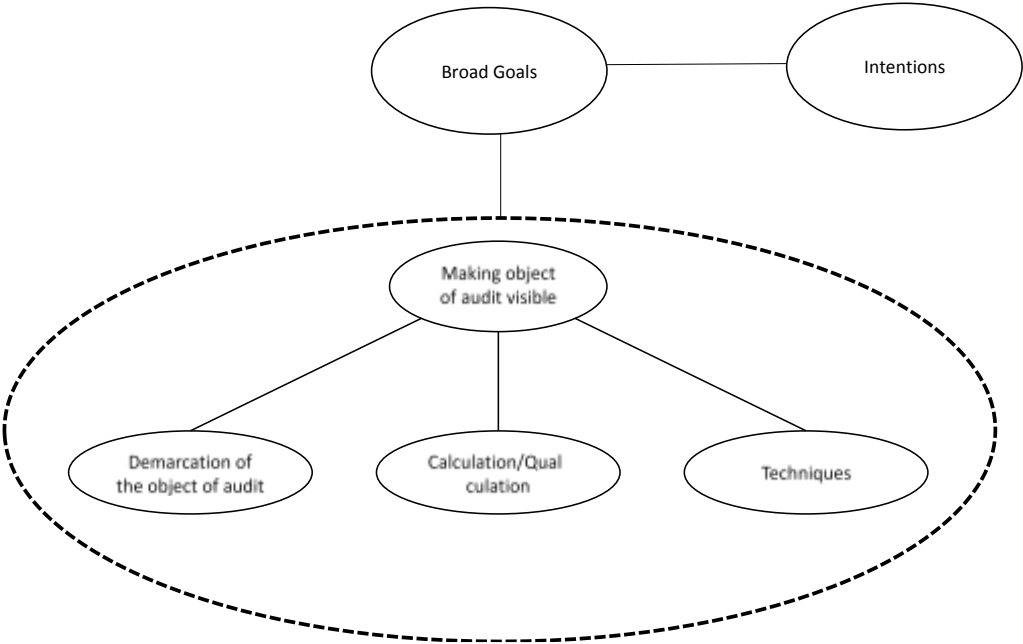 Broad Goals
Intentions
Making object
of audit visible
Demarcation of
the object of audit
Calculation/Qual
culation
Techniques